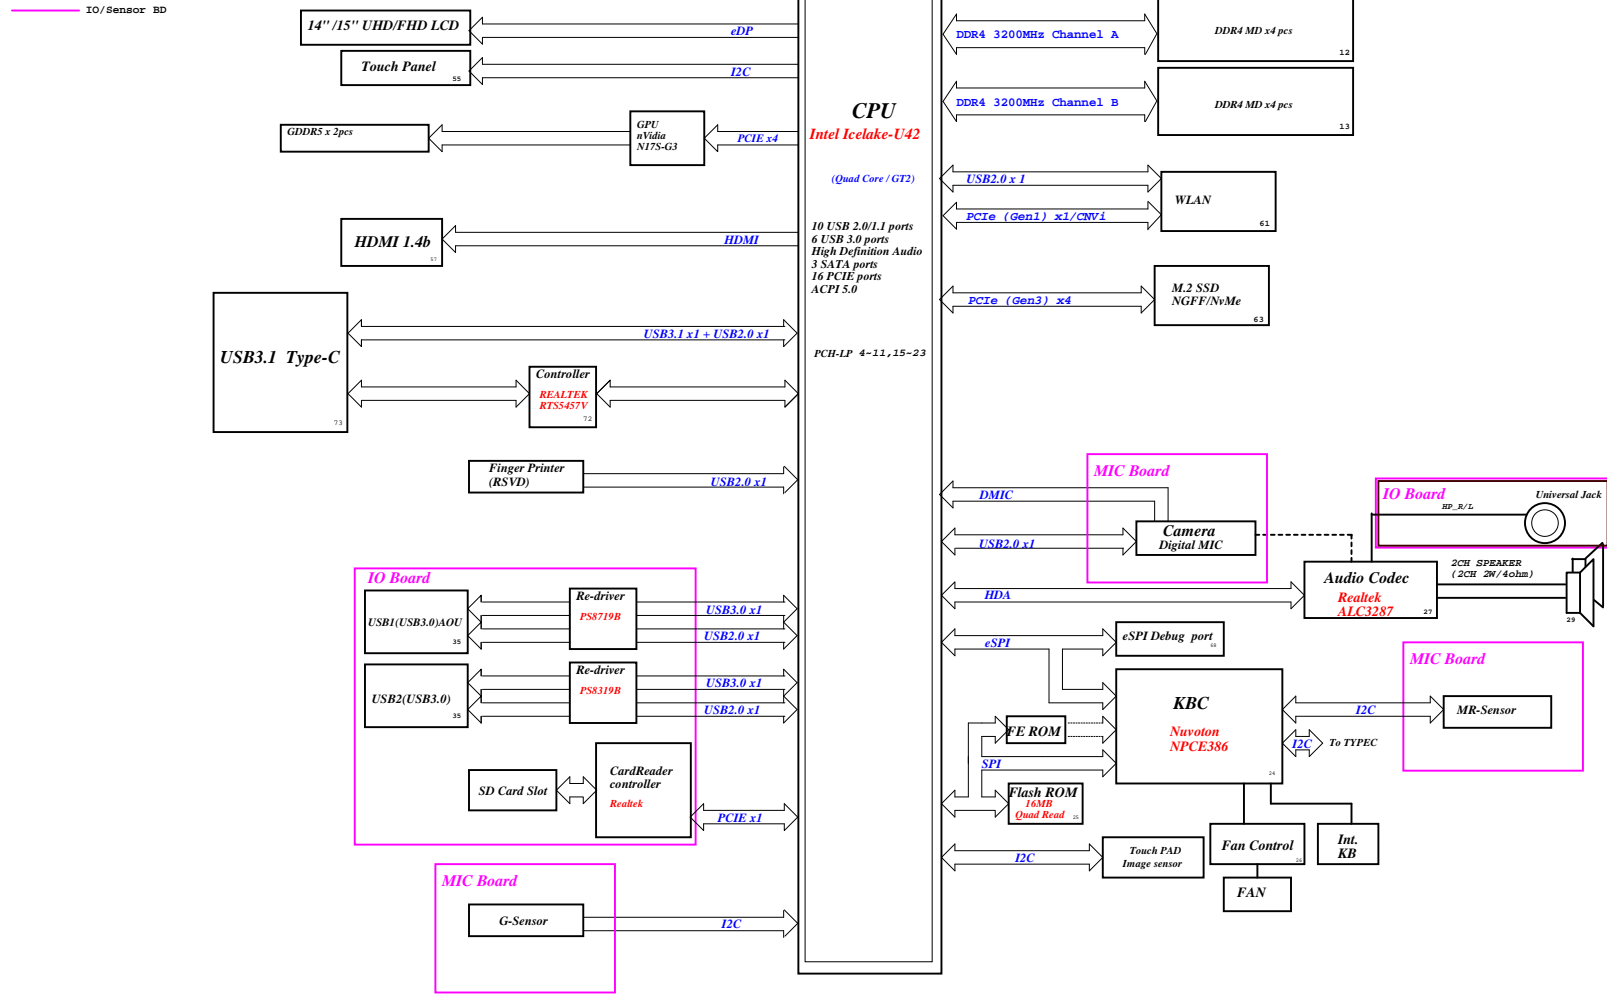 IO/Sensor BD
14"/15" UHD/FHD LCD
eDP
Touch Panel
55
I2C
GDDR5 x 2pcs
GPU
nVidia
N17S-G3
PCIE x4
HDMI 1.4b
57
HDMI
USB3.1 Type-C
73
USB3.1 x1 + USB2.0 x1
Controller
REALTEK
RTS5457V
72
Finger Printer
(RSVD)
USB2.0 x1
IO Board
USB1(USB3.0)AOU
35
Re-driver
PS8719B
USB3.0 x1
USB2.0 x1
USB2(USB3.0)
35
Re-driver
PS8319B
USB3.0 x1
USB2.0 x1
SD Card Slot
CardReader
controller
Realtek
PCIE x1
MIC Board
G-Sensor
I2C
CPU
Intel Icelake-U42
(Quad Core / GT2)
10 USB 2.0/1.1 ports
6 USB 3.0 ports
High Definition Audio
3 SATA ports
16 PCIE ports
ACPI 5.0
PCH-LP 4~11,15~23
DDR4 3200MHz Channel A
DDR4 MD x4 pcs
12
DDR4 3200MHz Channel B
DDR4 MD x4 pcs
13
USB2.0 x 1
PCIe (Gen1) x1/CNVi
WLAN
61
PCIe (Gen3) x4
M.2 SSD
NGFF/NvMe
63
MIC Board
DMIC
USB2.0 x1
Camera
Digital MIC
IO Board
Universal Jack
HP_R/L
HDA
Audio Codec
Realtek
ALC3287
27
2CH SPEAKER
(2CH 2W/4ohm)
29
eSPI
eSPI Debug port
68
KBC
Nuvoton
NPCE386
24
MIC Board
I2C
MR-Sensor
I2C
To TYPEC
FE ROM
SPI
Flash ROM
16MB
Quad Read
25
I2C
Touch PAD
Image sensor
Fan Control
26
FAN
Int.
KB